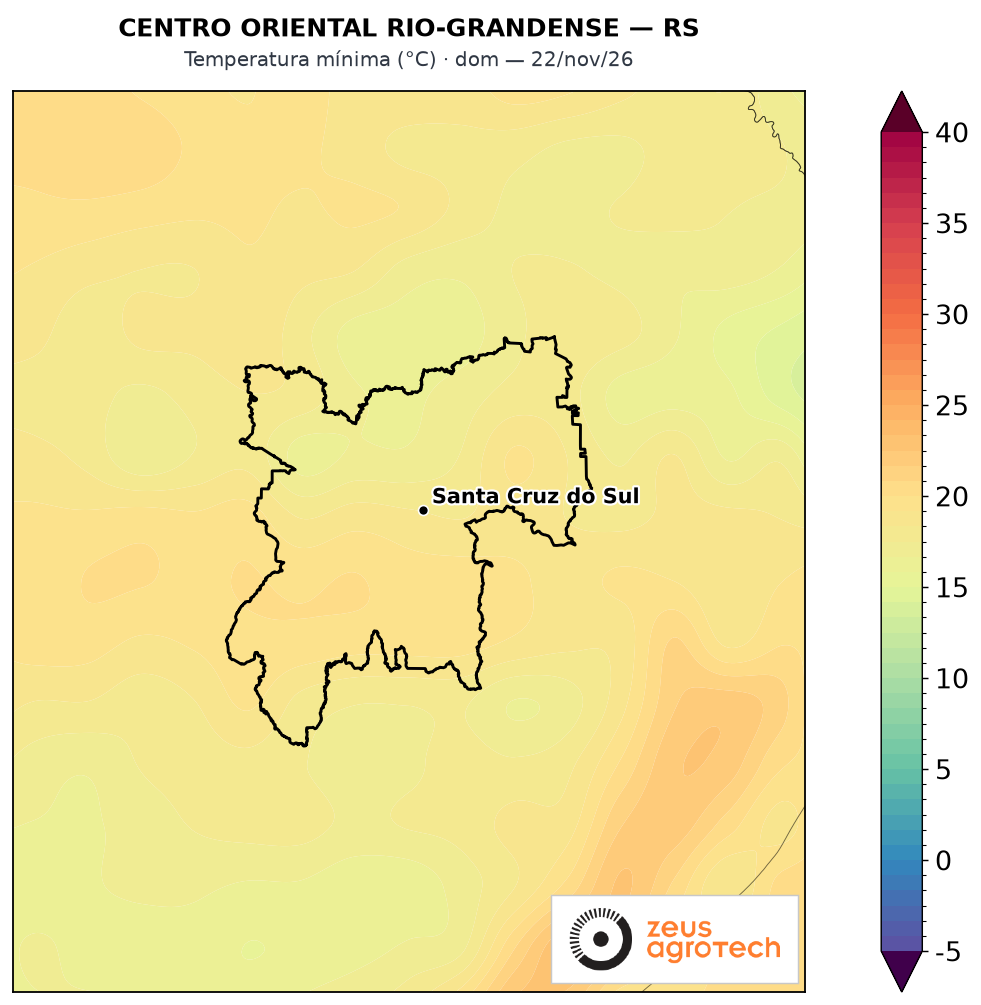 CENTRO ORIENTAL RIO-GRANDENSE — RS
Temperatura mínima (°C) · dom — 22/nov/26
Santa Cruz do Sul
40
35
30
25
20
15
10
5
0
-5
zeus
agrotech